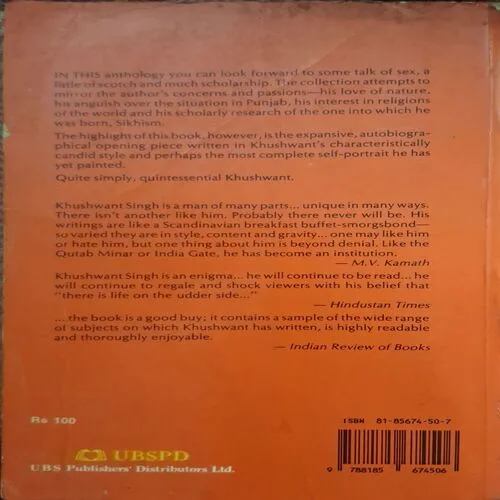 IN THIS anthology you can look forward to some talk of sex, a
little of scotch and much scholarship. The collection attempts to
mirror the author's concerns and passions—his love of nature,
his anguish over the situation in Punjab, his interest in religions
of the world and his scholarly research of the one into which he
was born, Sikhism.
The highlight of this book, however, is the expansive, autobiogra-
phical opening piece written in Khushwant's characteristically
candid style and perhaps the most complete self-portrait he has
yet painted.
Quite simply, quintessential Khushwant.
Khushwant Singh is a man of many parts... unique in many ways.
There isn't another like him. Probably there never will be. His
writings are like a Scandinavian breakfast buffet-smorgsbond—
so varied they are in style, content and gravity... one may like him
or hate him, but one thing about him is beyond denial. Like the
Qutab Minar or India Gate, he has become an institution.
— M.V. Kamath
Khushwant Singh is an enigma... he will continue to be read... he
will continue to regale and shock viewers with his belief that
"there is life on the udder side..."
— Hindustan Times
... the book is a good buy; it contains a sample of the wide range
of subjects on which Khushwant has written, is highly readable
and thoroughly enjoyable.
— Indian Review of Books
Rs 100
ISBN 81-85674-50-7
UBSPD
UBS Publishers' Distributors Ltd.
9 788185 674506